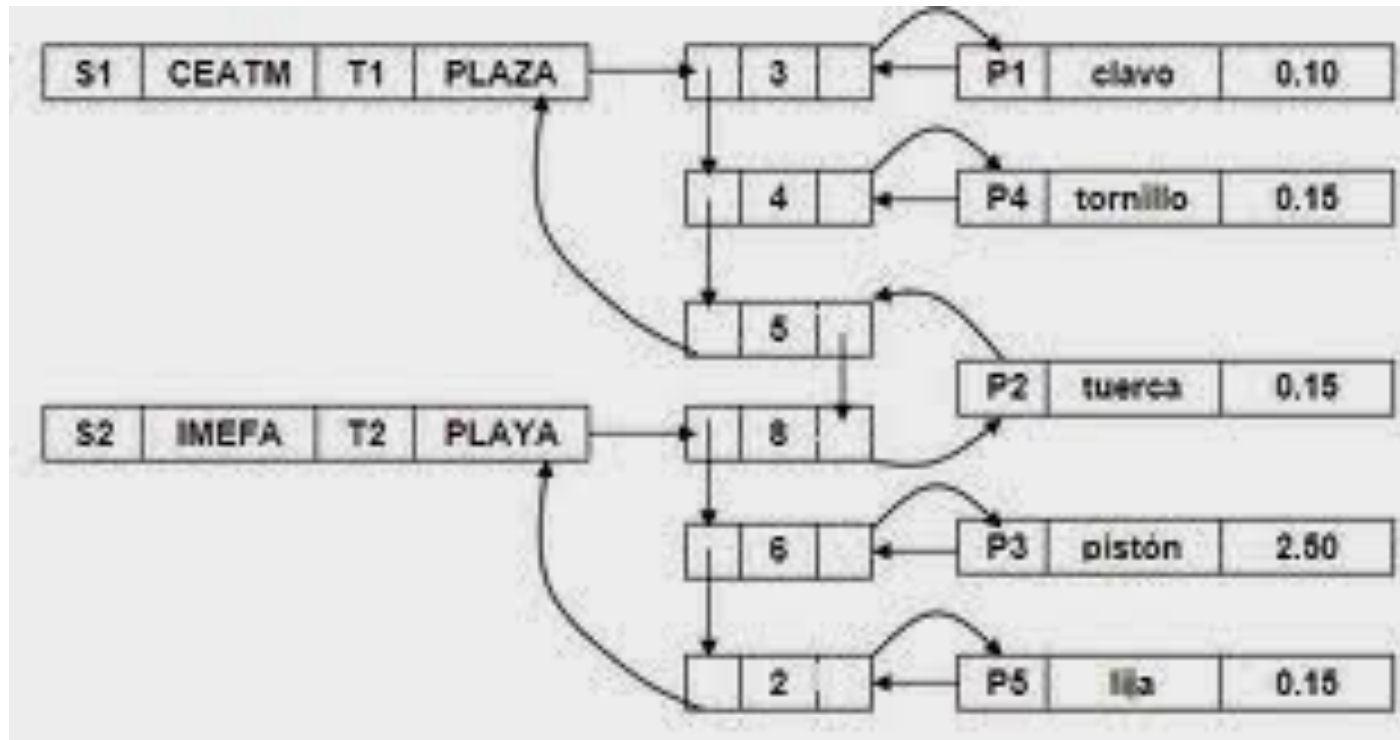 S1 CEATM T1 PLAZA 3 P1 clavo 0.10
4 P4 tornillo 0.15
5
P2 tuerca 0.15
S2 IMEFA T2 PLAYA 8
6 P3 pistón 2.50
2 P5 lija 0.15